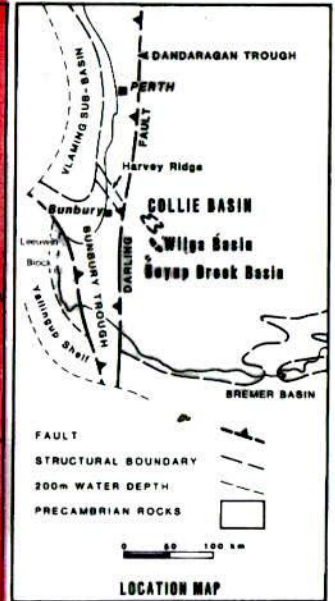 DANDARAGAN TROUGH
PERTH
VLAMING SUB-BASIN
FAULT
Harvey Ridge
Bunbury
COLLIE BASIN
Leeuwin
Block
Wilga Basin
BUNBURY TROUGH
DARLING
Boyup Brook Basin
Yallingup Shelf
BREMER BASIN
FAULT
STRUCTURAL BOUNDARY
200m WATER DEPTH
PRECAMBRIAN ROCKS
0 50 100 km
LOCATION MAP